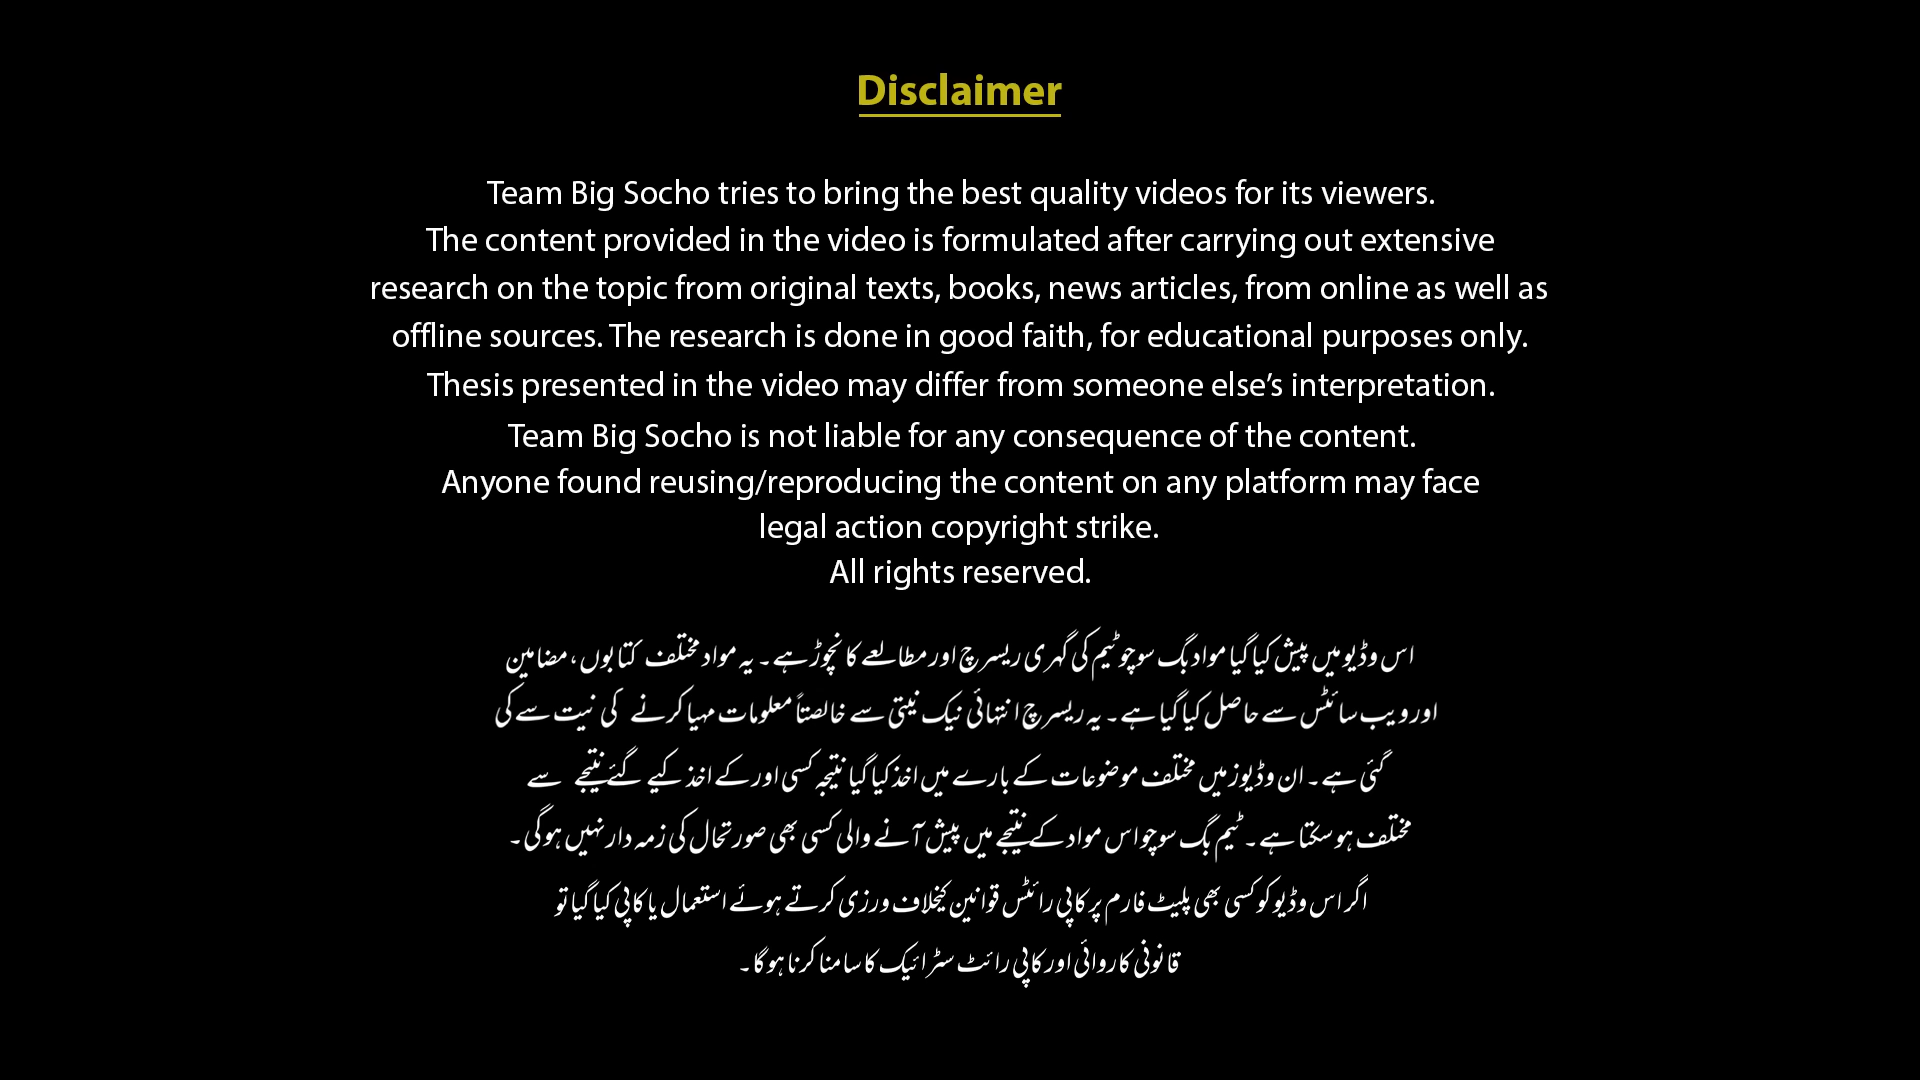 Disclaimer
Team Big Socho tries to bring the best quality videos for its viewers.
The content provided in the video is formulated after carrying out extensive
research on the topic from original texts, books, news articles, from online as well as
offline sources. The research is done in good faith, for educational purposes only.
Thesis presented in the video may differ from someone else’s interpretation.
Team Big Socho is not liable for any consequence of the content.
Anyone found reusing/reproducing the content on any platform may face
legal action copyright strike.
All rights reserved.
اس وڈیو میں پیش کیا گیا مواد بگ سوچو ٹیم کی گہری ریسرچ اور مطالعے کا نچوڑ ہے۔ یہ مواد مختلف کتابوں، مضامین
اور ویب سائٹس سے حاصل کیا گیا ہے۔ یہ ریسرچ انتہائی نیک نیتی سے خالصتاً معلومات مہیا کرنے کی نیت سے کی
گئی ہے۔ ان وڈیوز میں مختلف موضوعات کے بارے میں اخذ کیا گیا نتیجہ کسی اور کے اخذ کیے گئے نتیجے سے
مختلف ہو سکتا ہے۔ ٹیم بگ سوچو اس مواد کے نتیجے میں پیش آنے والی کسی بھی صورتحال کی زمہ دار نہیں ہوگی۔
اگر اس وڈیو کو کسی بھی پلیٹ فارم پر کاپی رائٹس قوانین کیخلاف ورزی کرتے ہوئے استعمال یا کاپی کیا گیا تو
قانونی کاروائی اور کاپی رائٹ سٹرائیک کا سامنا کرنا ہوگا۔